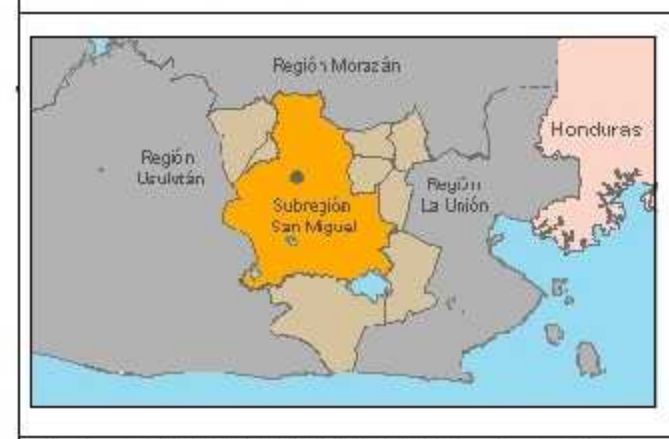 Región Morazán
Honduras
Región
Usulután
Región
La Unión
Subregión
San Miguel